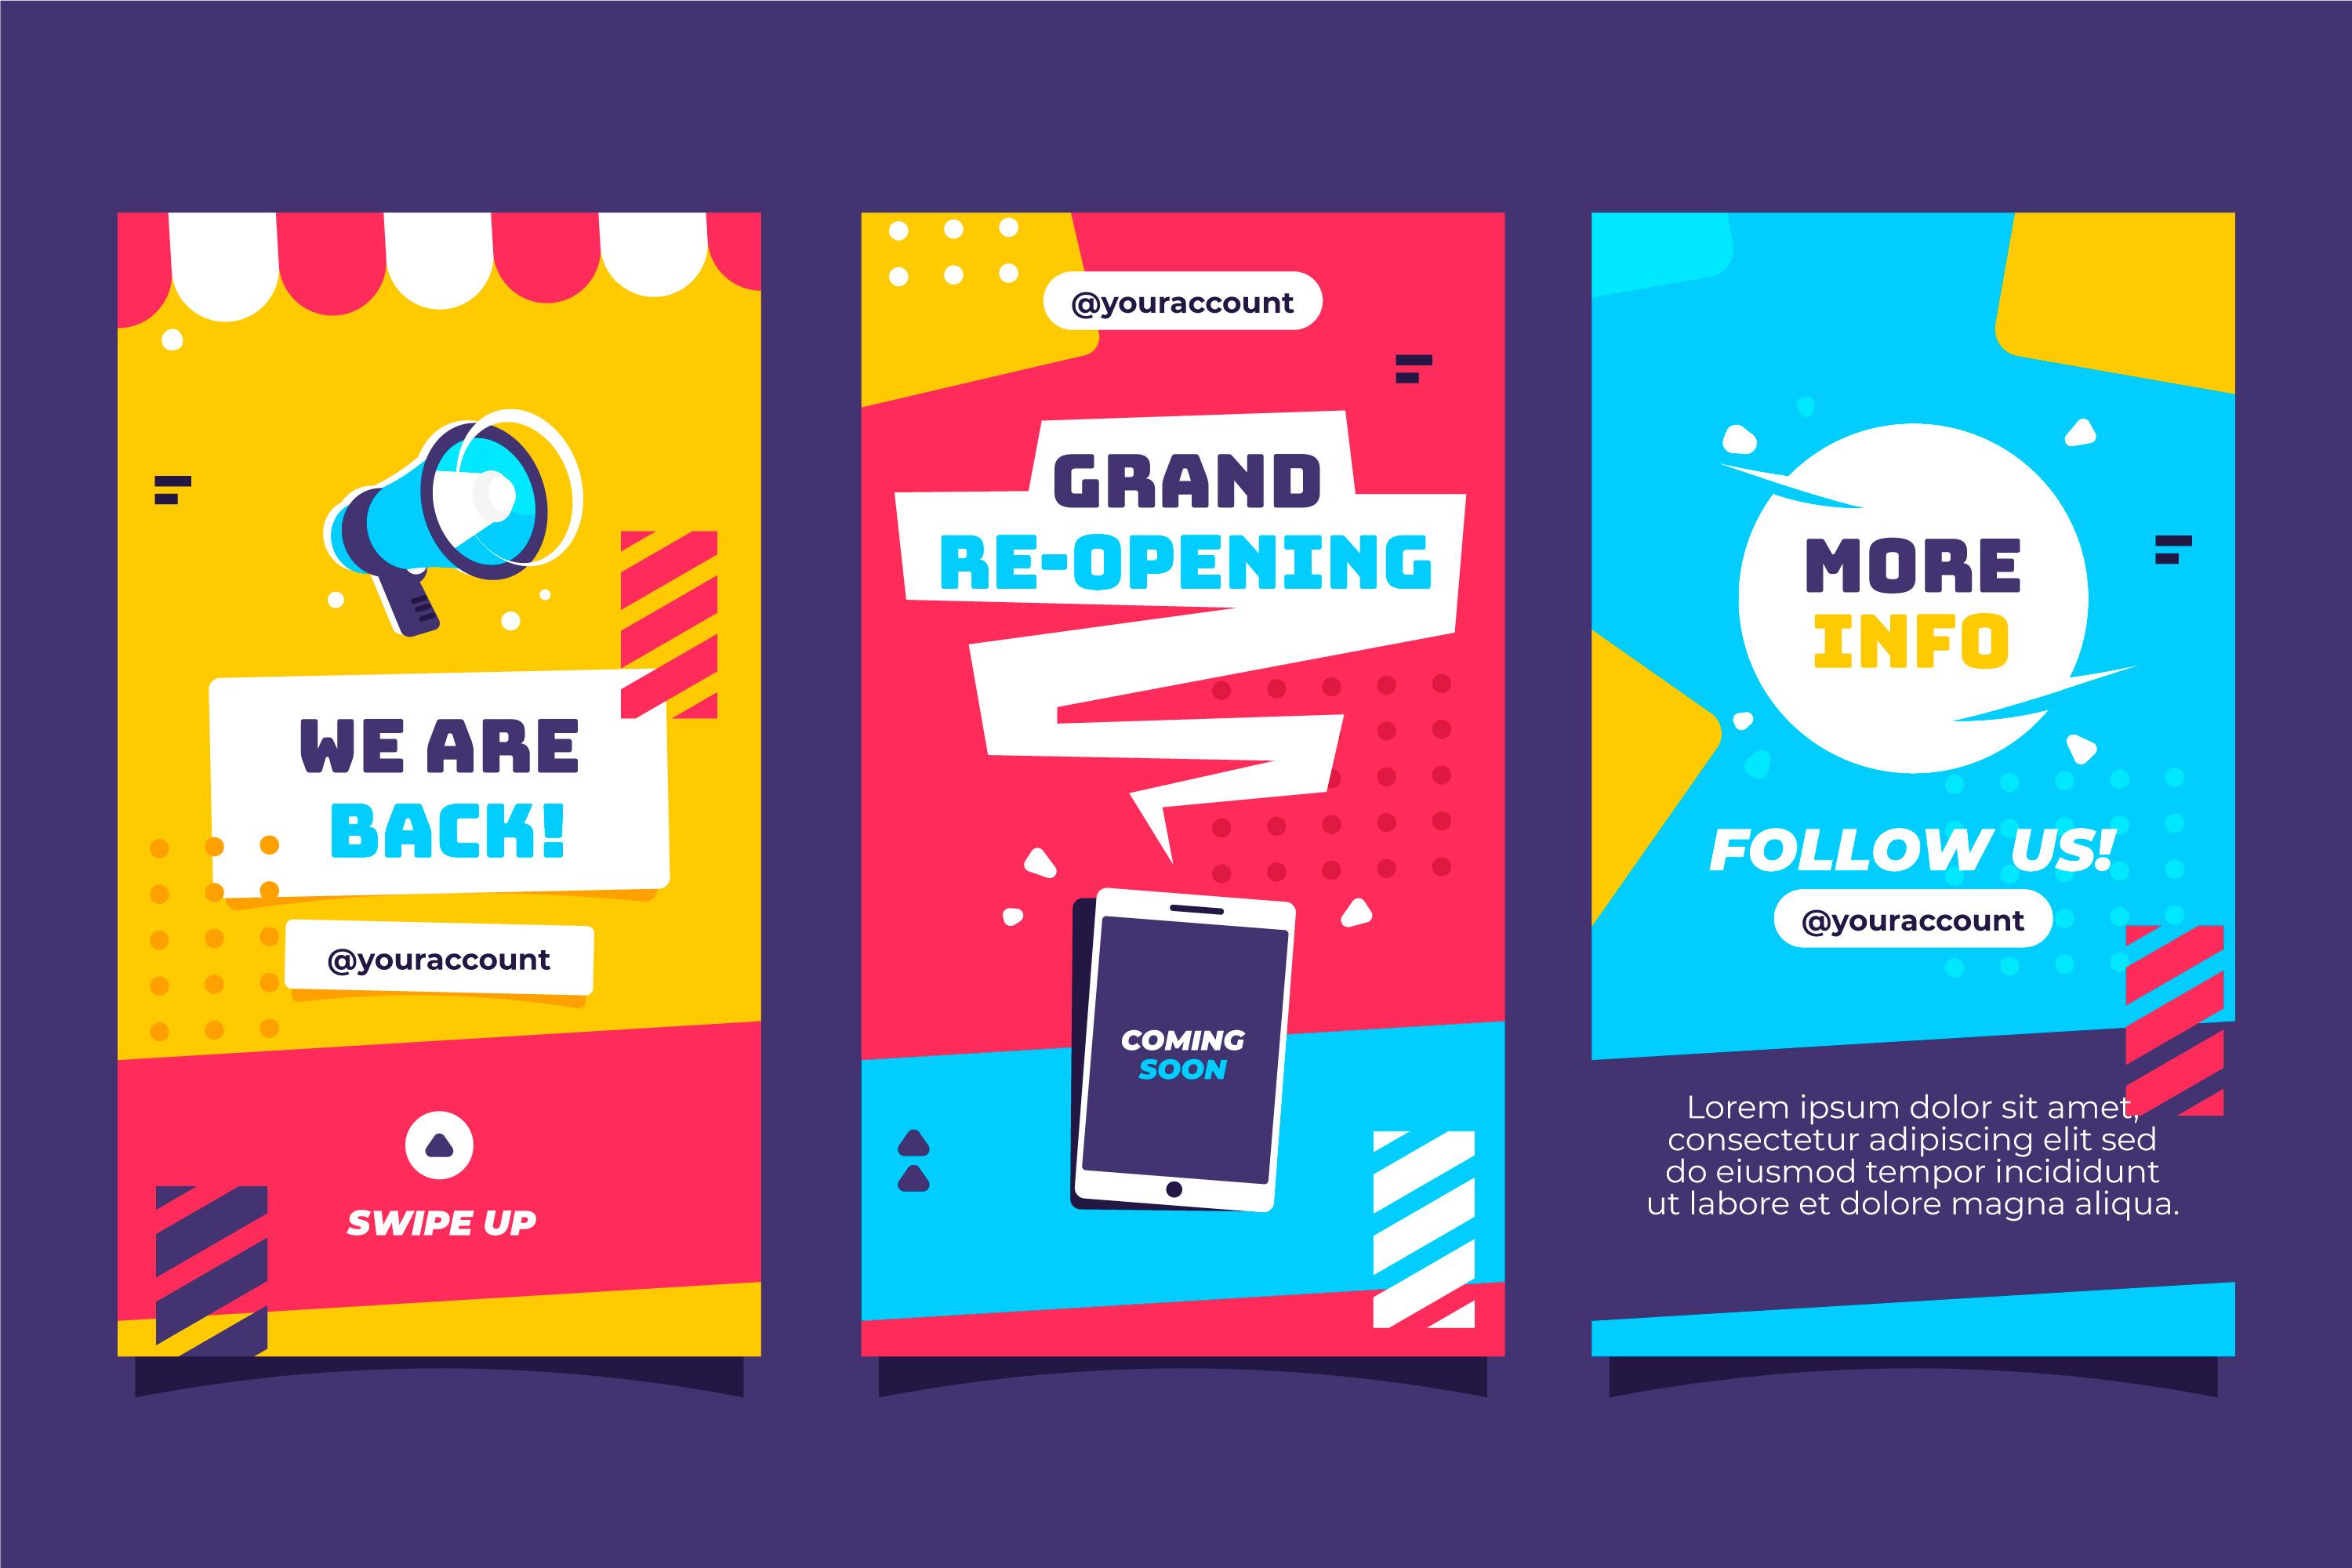 WE ARE
BACK!
@youraccount
SWIPE UP
@youraccount
GRAND
RE-OPENING
COMING
SOON
MORE
INFO
FOLLOW US!
@youraccount
Lorem ipsum dolor sit amet,
consectetur adipiscing elit sed
do eiusmod tempor incididunt
ut labore et dolore magna aliqua.